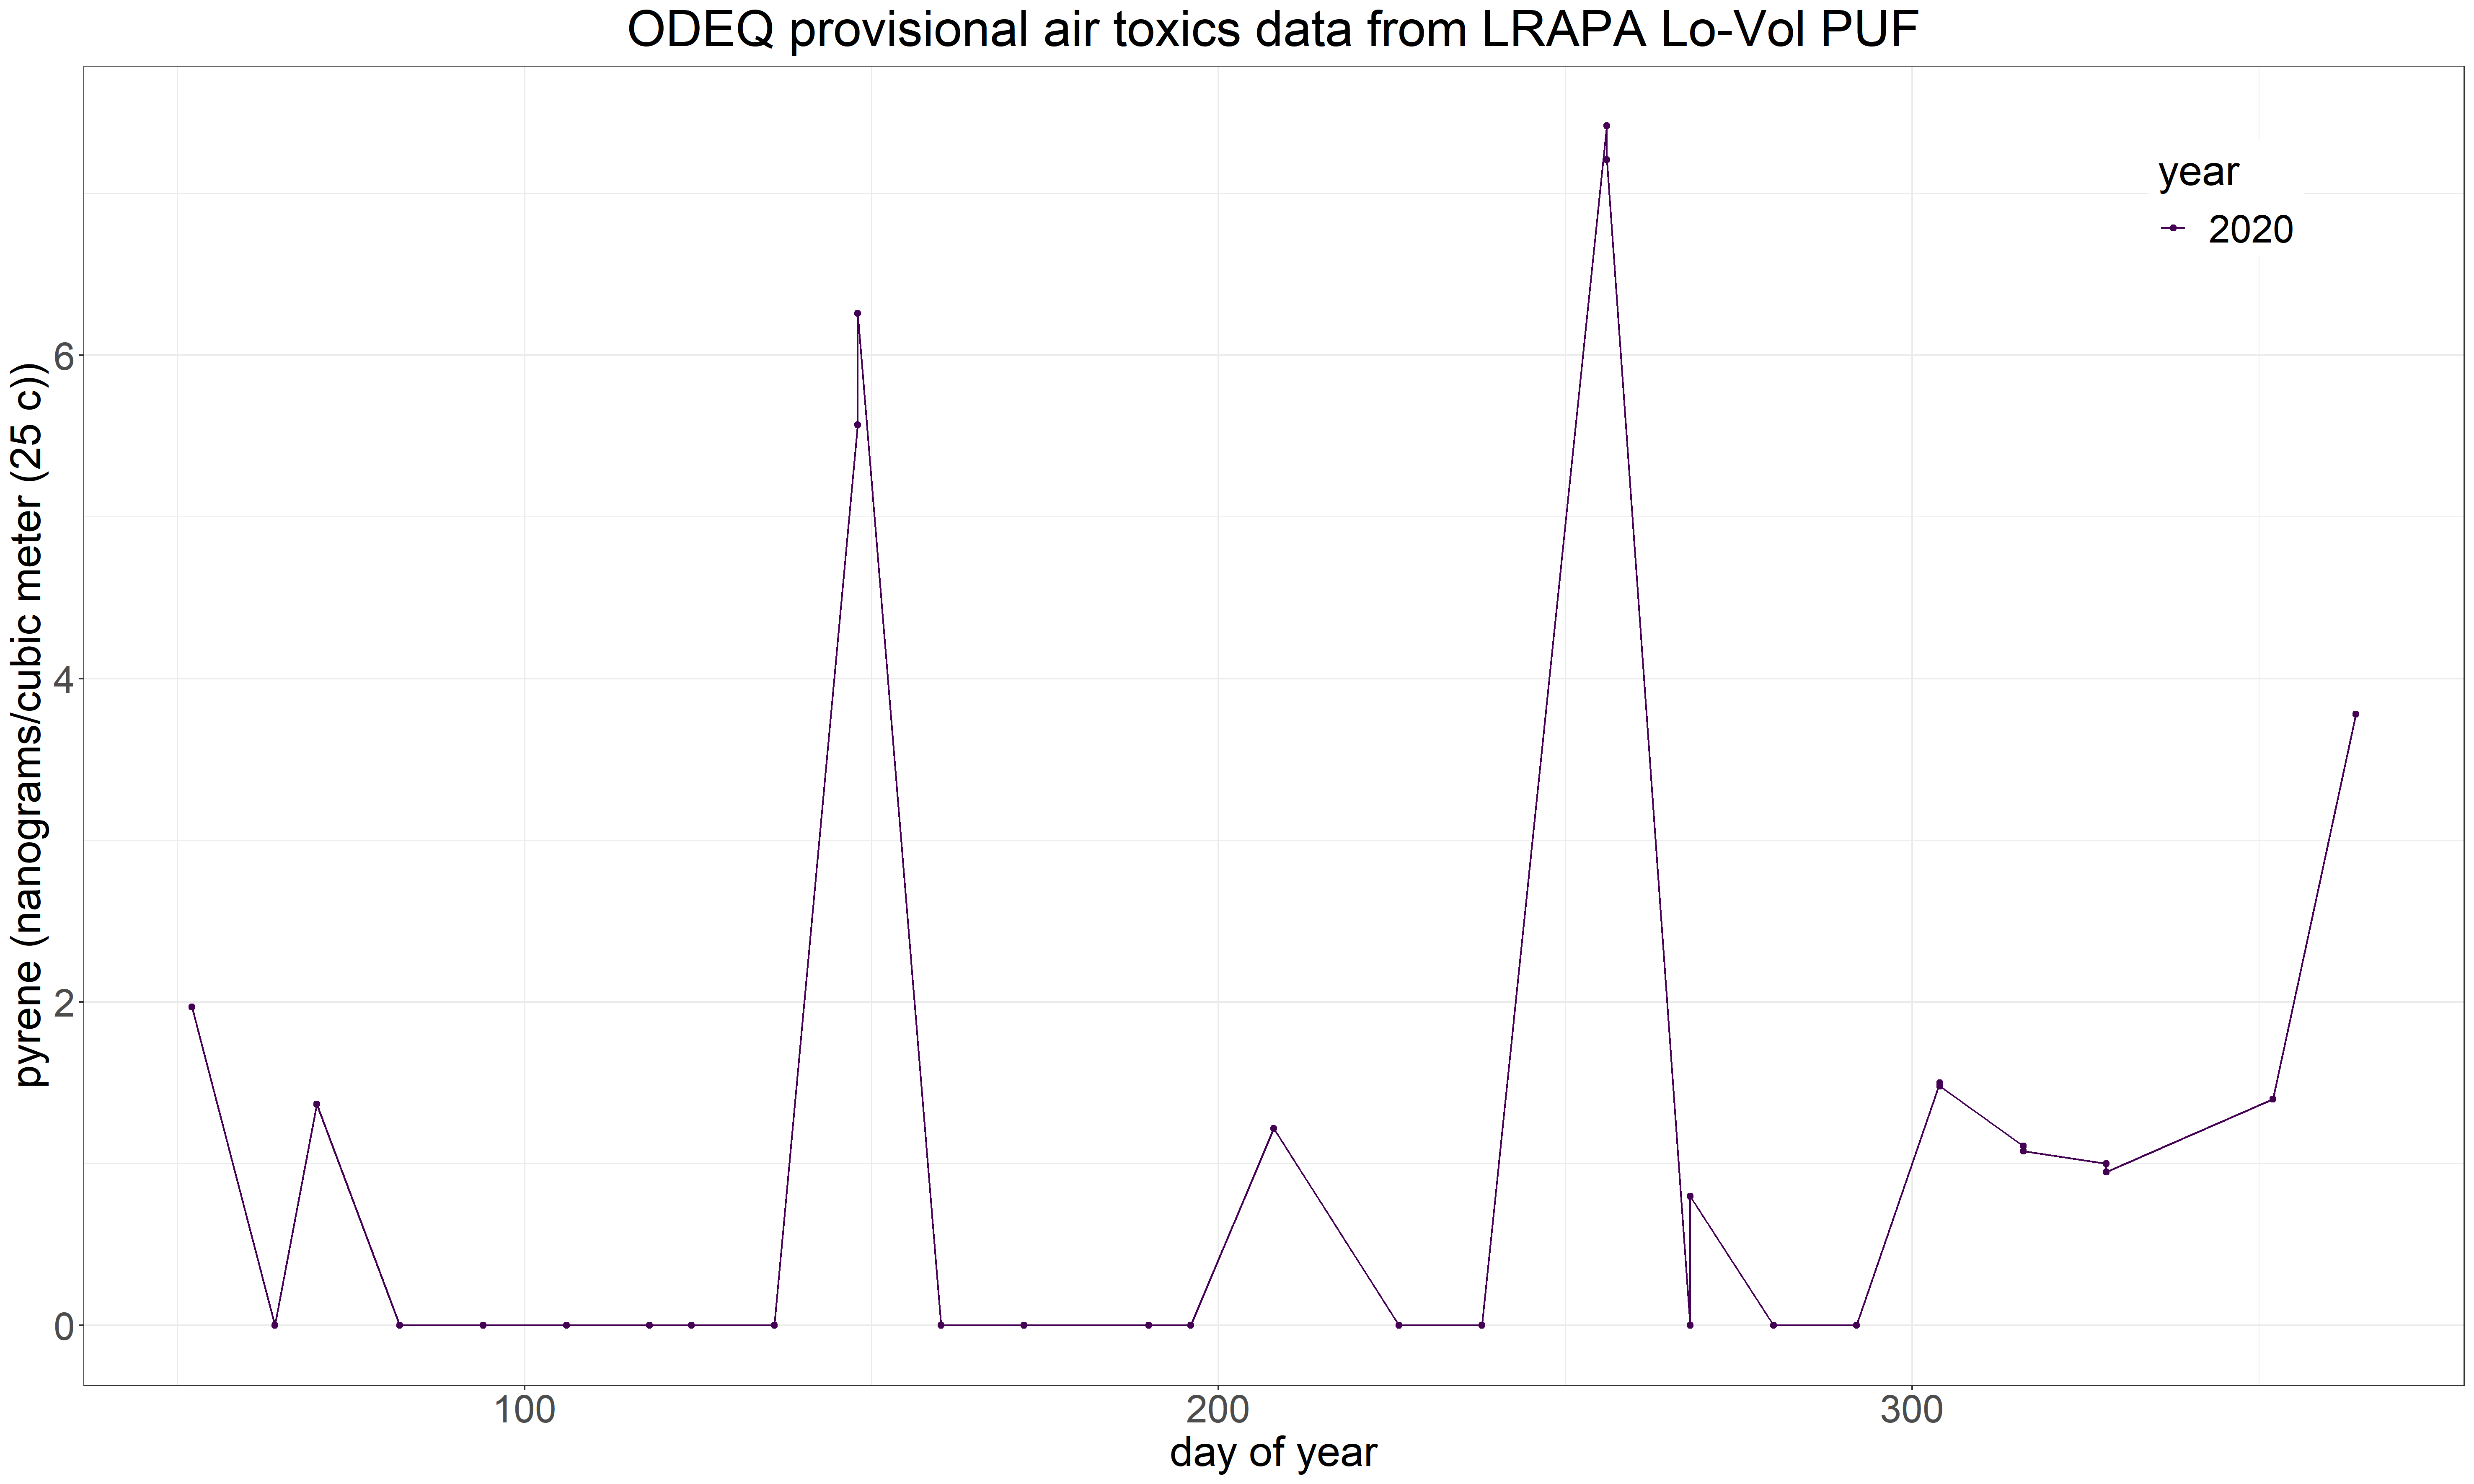 ODEQ provisional air toxics data from LRAPA Lo-Vol PUF
pyrene (nanograms/cubic meter (25 c))
6
4
2
0
year
2020
100
200
300
day of year